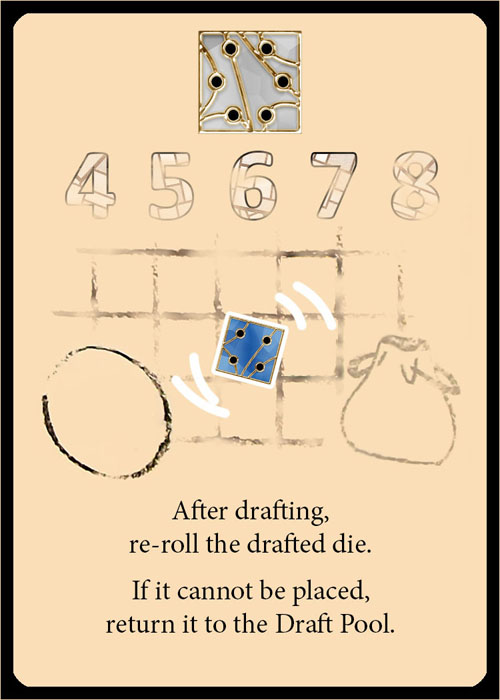 4 5 6 7 8
After drafting,
re-roll the drafted die.
If it cannot be placed,
return it to the Draft Pool.